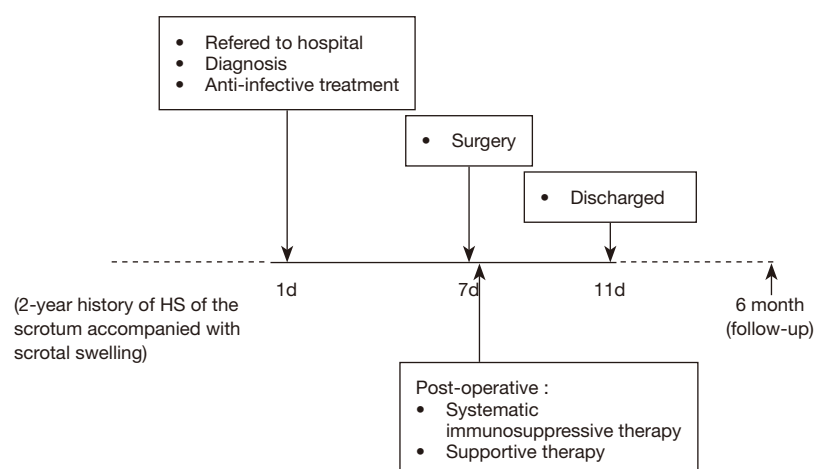 • Refered to hospital
• Diagnosis
• Anti-infective treatment
• Surgery
• Discharged
1d
7d
11d
(2-year history of HS of the
scrotum accompanied with
scrotal swelling)
6 month
(follow-up)
Post-operative :
• Systematic
immunosuppressive therapy
• Supportive therapy